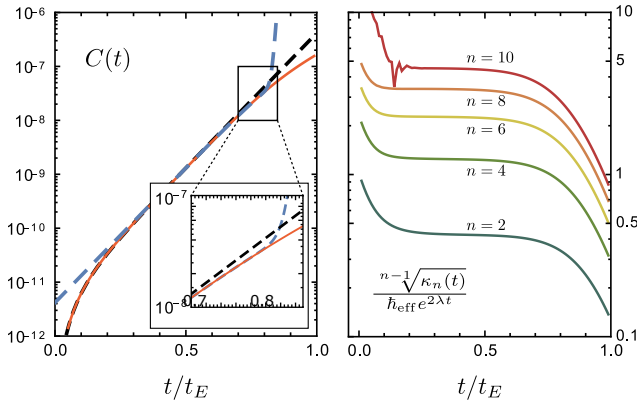 C(t)
10⁻⁶
10⁻⁷
10⁻⁸
10⁻⁹
10⁻¹⁰
10⁻¹¹
10⁻¹²
10⁻⁷
10⁻⁸
0.7
0.8
0.0
0.5
1.0
t/t_E
n = 10
n = 8
n = 6
n = 4
n = 2
ⁿ⁻¹√κₙ(t)
ℏ_eff e^{2λt}
10
5
1
0.5
0.1
0.0
0.5
1.0
t/t_E